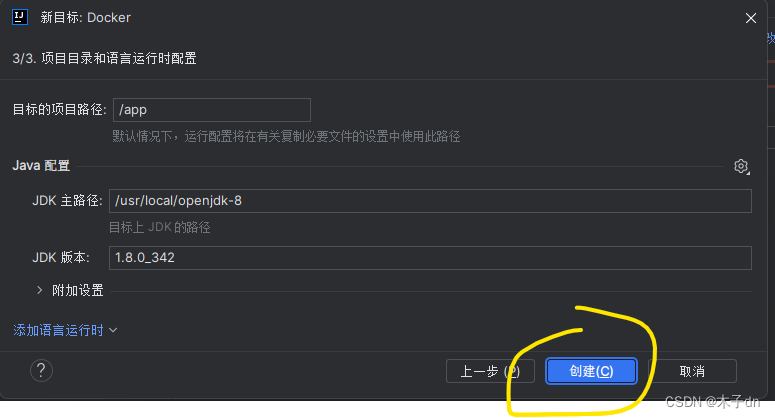 新目标: Docker
3/3. 项目目录和语言运行时配置
目标的项目路径: /app
默认情况下，运行配置将在有关复制必要文件的设置中使用此路径
Java 配置
JDK 主路径: /usr/local/openjdk-8
目标上 JDK 的路径
JDK 版本: 1.8.0_342
附加设置
添加语言运行时
? 上一步 (P) 创建(C) 取消
CSDN @木子dn